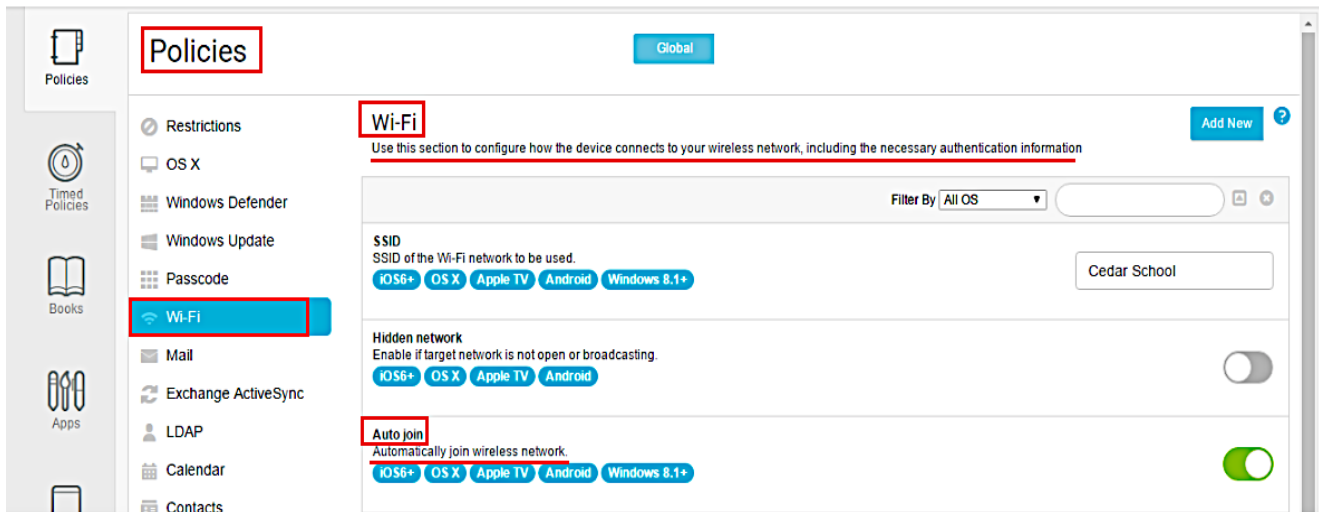 Policies
Timed
Policies
Books
Apps
Policies
Global
Restrictions
OS X
Windows Defender
Windows Update
Passcode
Wi-Fi
Mail
Exchange ActiveSync
LDAP
Calendar
Contacts
Wi-Fi
Add New
?
Use this section to configure how the device connects to your wireless network, including the necessary authentication information
Filter By All OS
SSID
SSID of the Wi-Fi network to be used.
iOS6+ OS X Apple TV Android Windows 8.1+
Cedar School
Hidden network
Enable if target network is not open or broadcasting.
iOS6+ OS X Apple TV Android
Auto join
Automatically join wireless network.
iOS6+ OS X Apple TV Android Windows 8.1+